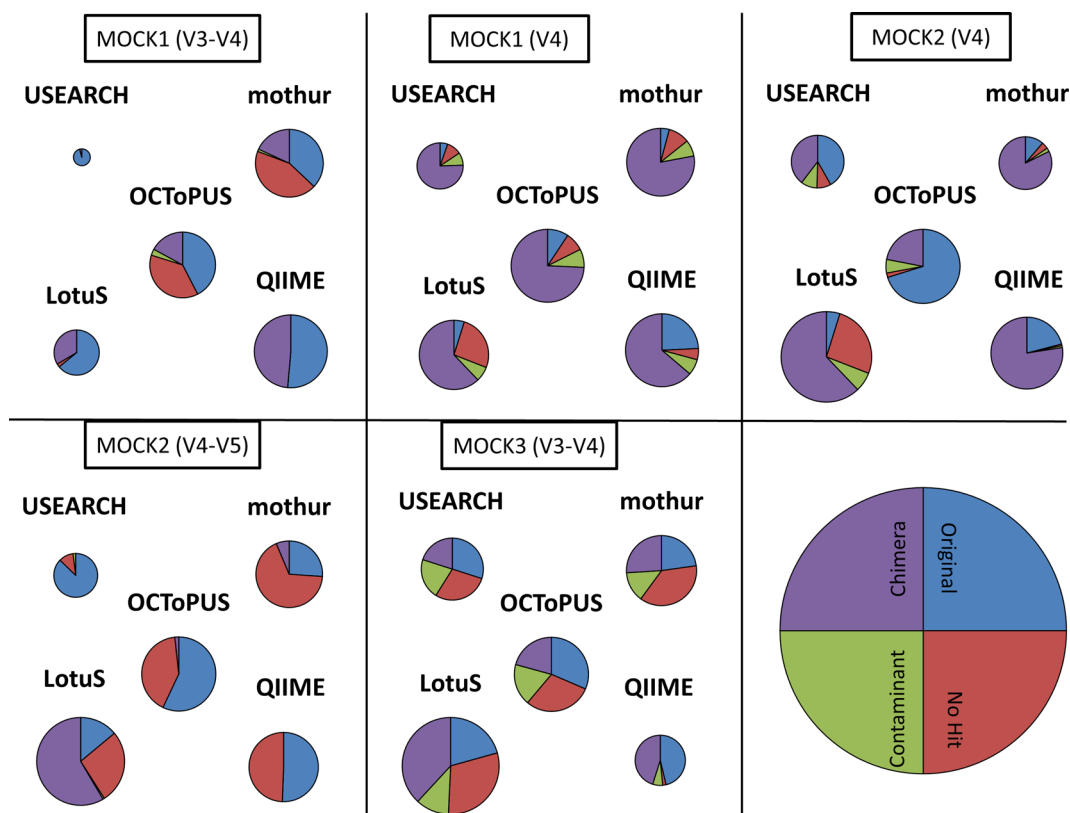 MOCK1 (V3-V4)
USEARCH
mothur
OCToPUS
LotuS
QIIME
MOCK1 (V4)
USEARCH
mothur
OCToPUS
LotuS
QIIME
MOCK2 (V4)
USEARCH
mothur
OCToPUS
LotuS
QIIME
MOCK2 (V4-V5)
USEARCH
mothur
OCToPUS
LotuS
QIIME
MOCK3 (V3-V4)
USEARCH
mothur
OCToPUS
LotuS
QIIME
Chimera
Original
Contaminant
No Hit